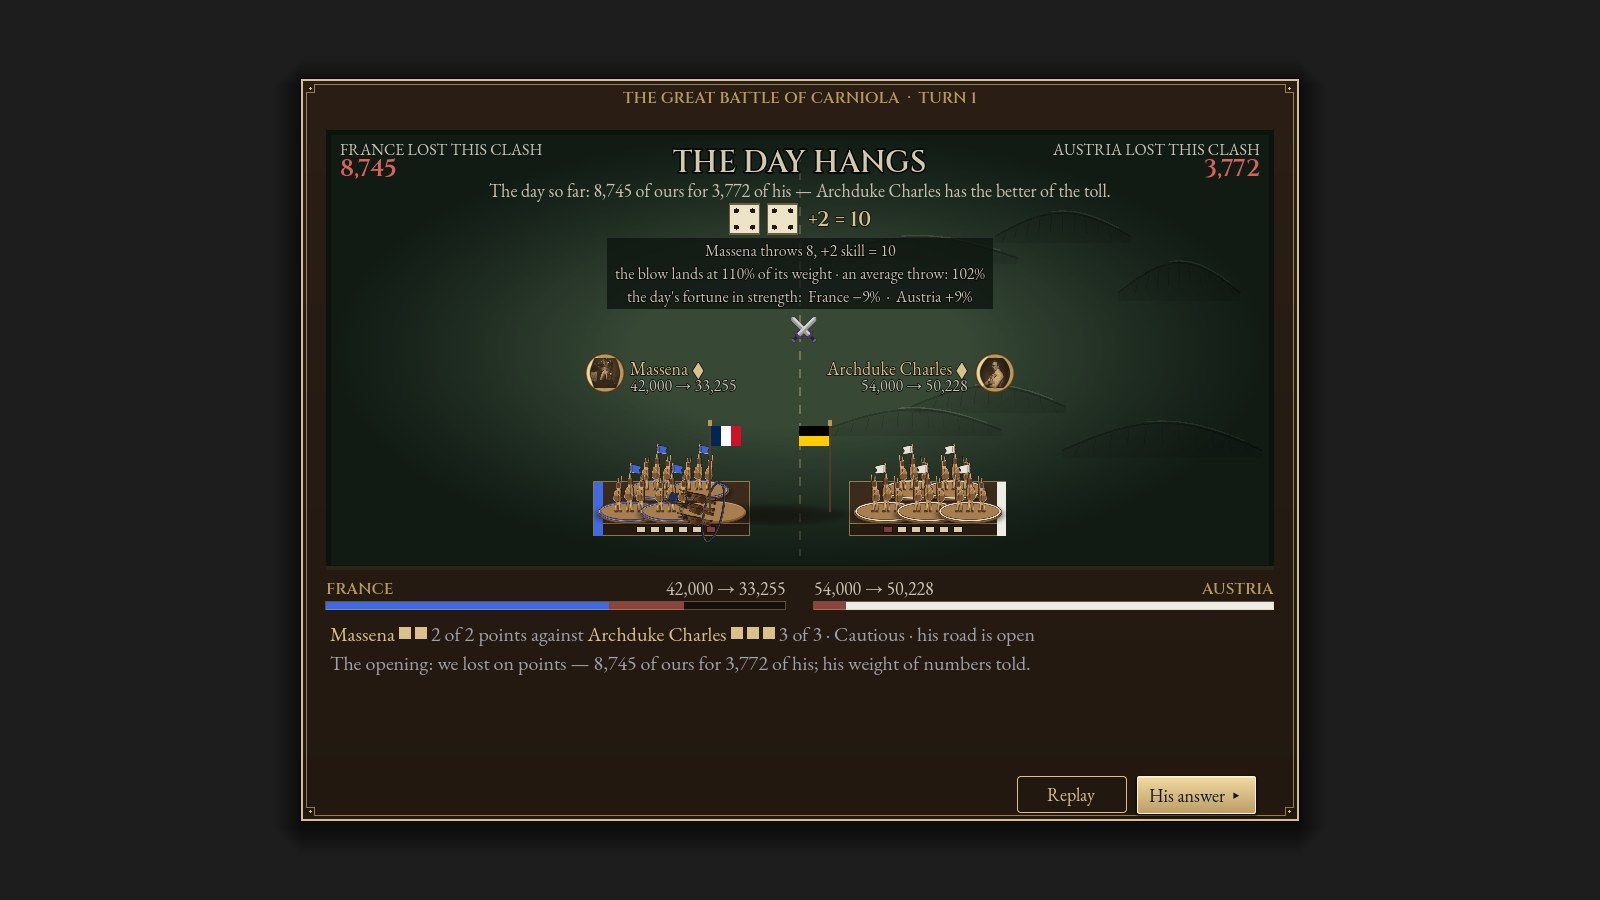 THE GREAT BATTLE OF CARNIOLA · TURN 1
FRANCE LOST THIS CLASH
8,745
THE DAY HANGS
AUSTRIA LOST THIS CLASH
3,772
The day so far: 8,745 of ours for 3,772 of his — Archduke Charles has the better of the toll.
+2 = 10
Massena throws 8, +2 skill = 10
the blow lands at 110% of its weight · an average throw: 102%
the day's fortune in strength: France −9% · Austria +9%
Massena ♦
42,000 → 33,255
Archduke Charles ♦
54,000 → 50,228
FRANCE 42,000 → 33,255
54,000 → 50,228 AUSTRIA
Massena 2 of 2 points against Archduke Charles 3 of 3 · Cautious · his road is open
The opening: we lost on points — 8,745 of ours for 3,772 of his; his weight of numbers told.
Replay
His answer ▸